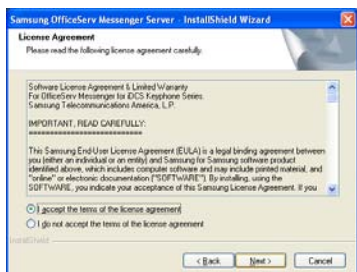 Samsung OfficeServ Messenger Server - InstallShield Wizard
License Agreement
Please read the following license agreement carefully.
Software License Agreement & Limited Warranty
For OfficeServ Messenger for iDCS Keyphone Series
Samsung Telecommunications America, L.P.
IMPORTANT, READ CAREFULLY:
===========================
This Samsung End-User License Agreement (EULA) is a legal binding agreement between
you (either an individual or an entity) and Samsung for Samsung software product
identified above, which includes computer software and may include printed material, and
"online" or electronic documentation ("SOFTWARE"). By installing, using the
SOFTWARE, you indicate your acceptance of this Samsung License Agreement. If you
I accept the terms of the license agreement
I do not accept the terms of the license agreement
InstallShield
< Back
Next >
Cancel